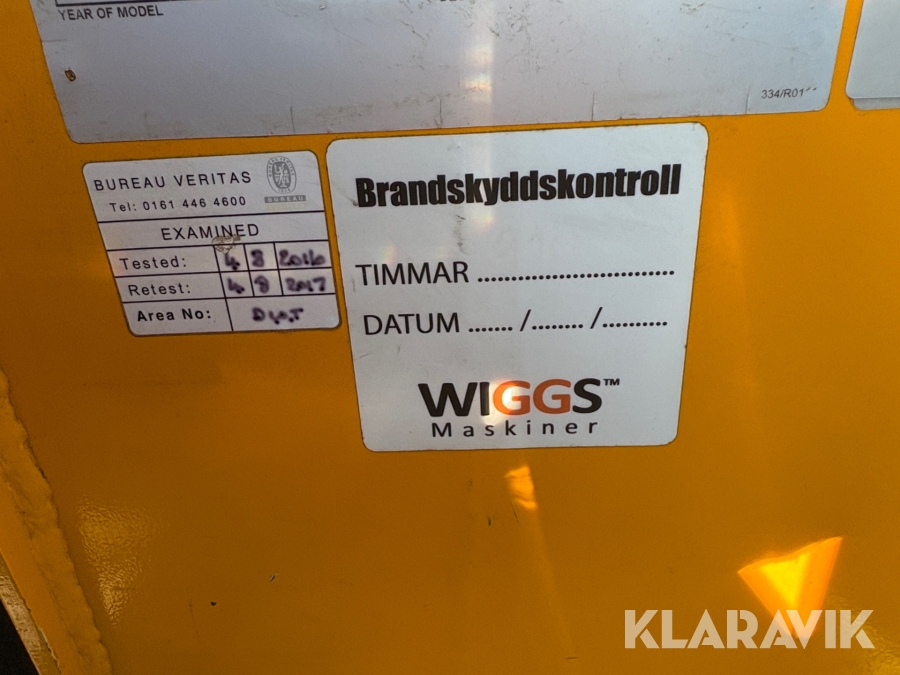 YEAR OF MODEL
334/R01
BUREAU VERITAS
BUREAU
Tel: 0161 446 4600
EXAMINED
Tested: 4 8 2016
Retest: 4 8 2017
Area No:
Brandskyddskontroll
TIMMAR ..............................
DATUM ....... /........ /...........
WIGGS™
Maskiner
KLARAVIK